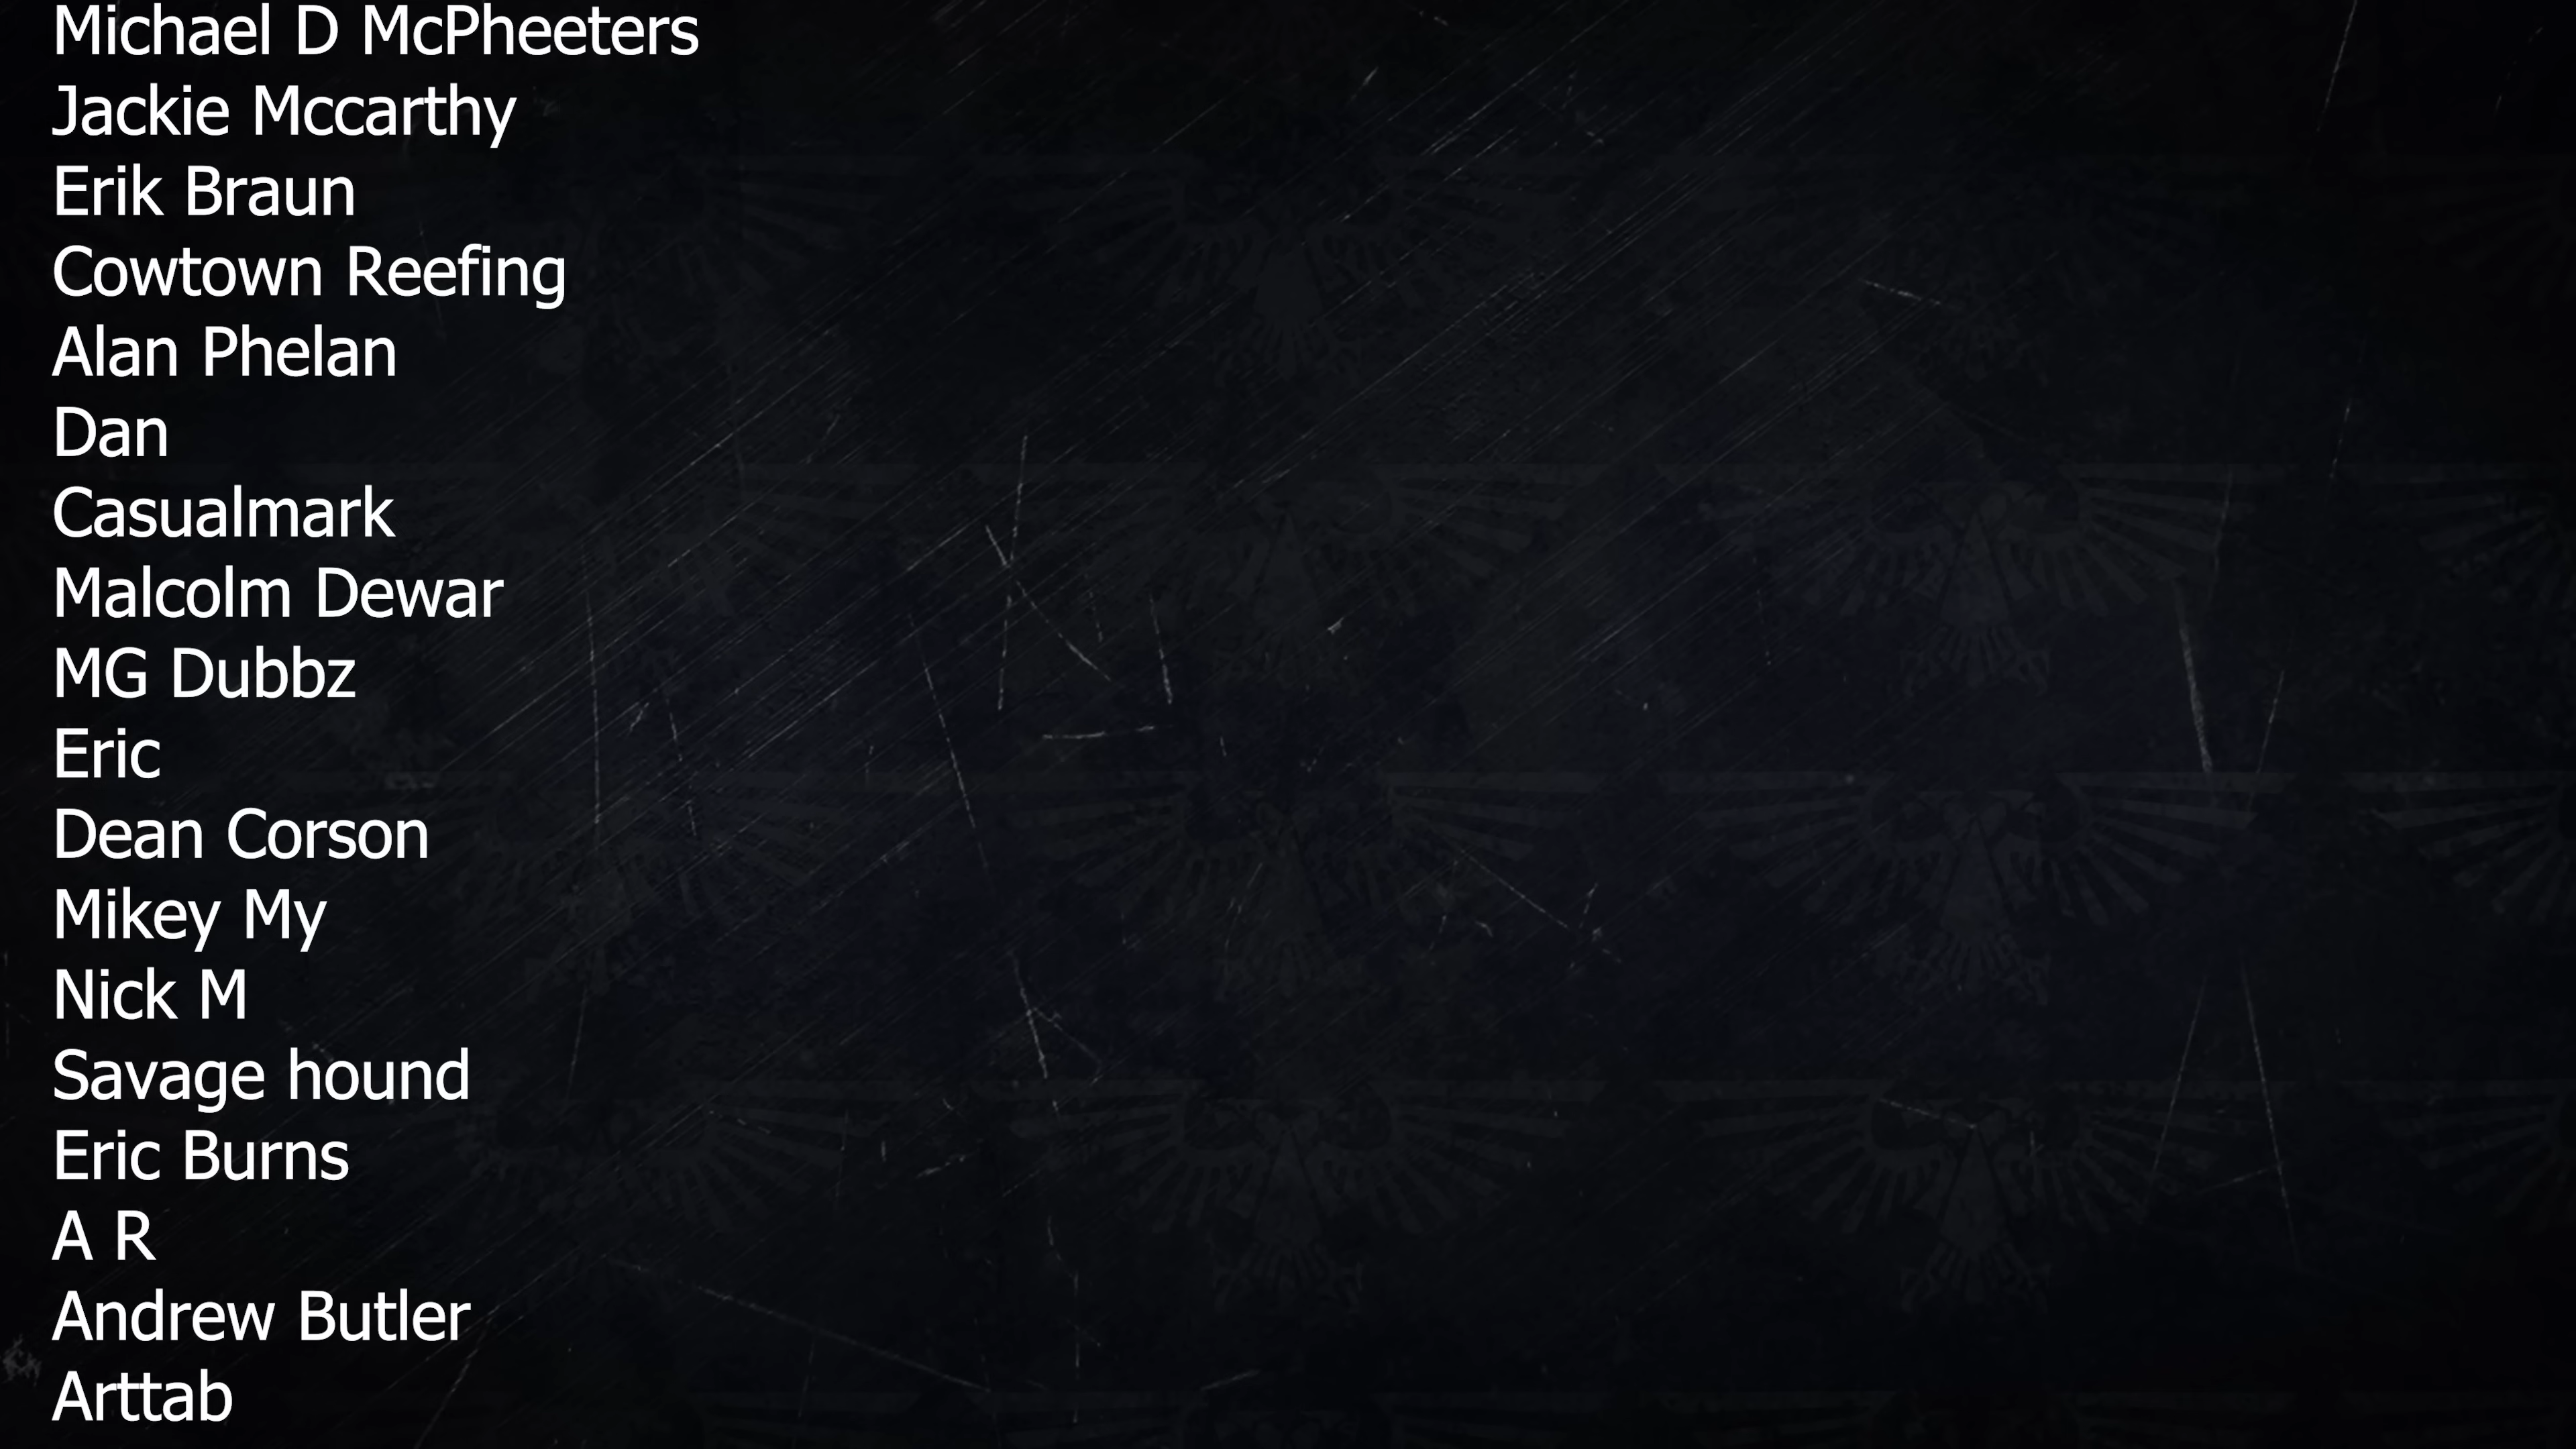 Michael D McPheeters
Jackie Mccarthy
Erik Braun
Cowtown Reefing
Alan Phelan
Dan
Casualmark
Malcolm Dewar
MG Dubbz
Eric
Dean Corson
Mikey My
Nick M
Savage hound
Eric Burns
A R
Andrew Butler
Arttab